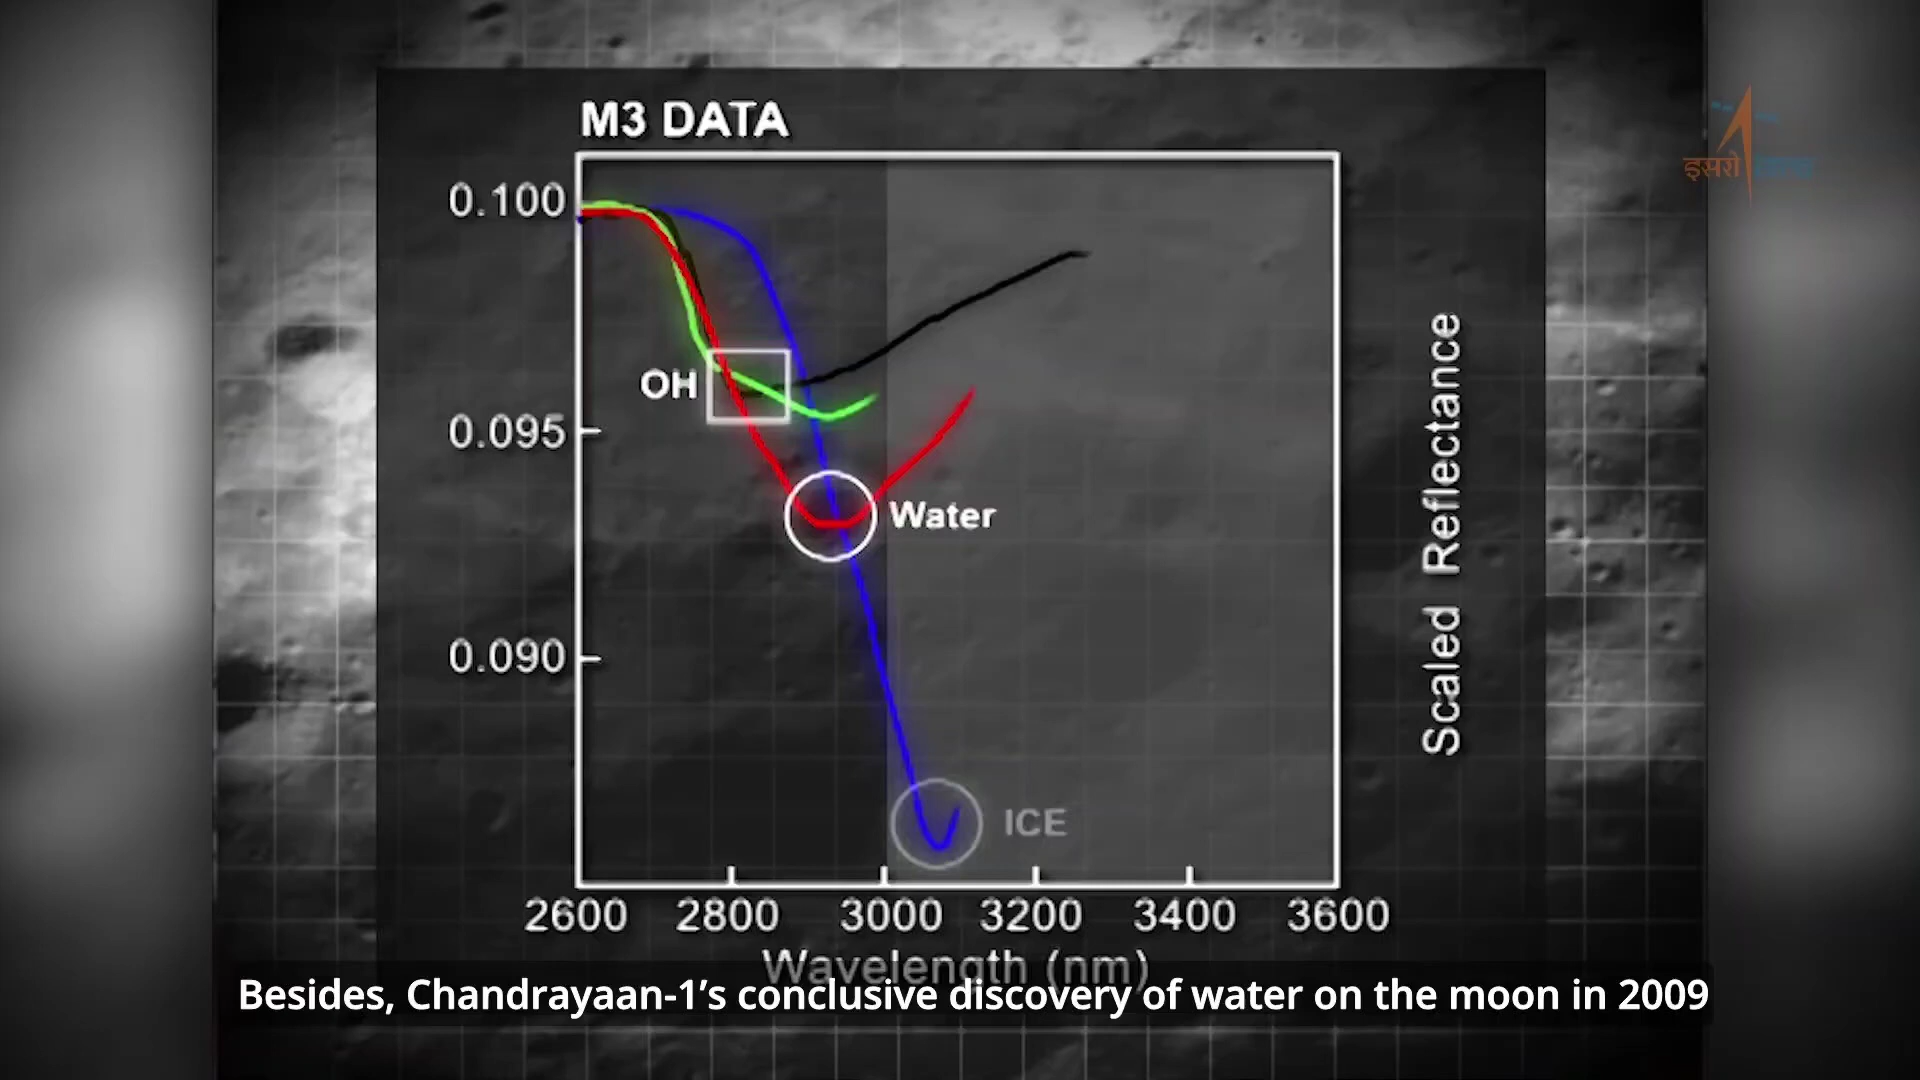 M3 DATA
इसरो
0.100
OH
0.095
Water
0.090
ICE
Scaled Reflectance
2600 2800 3000 3200 3400 3600
Wavelength (nm)
Besides, Chandrayaan-1’s conclusive discovery of water on the moon in 2009